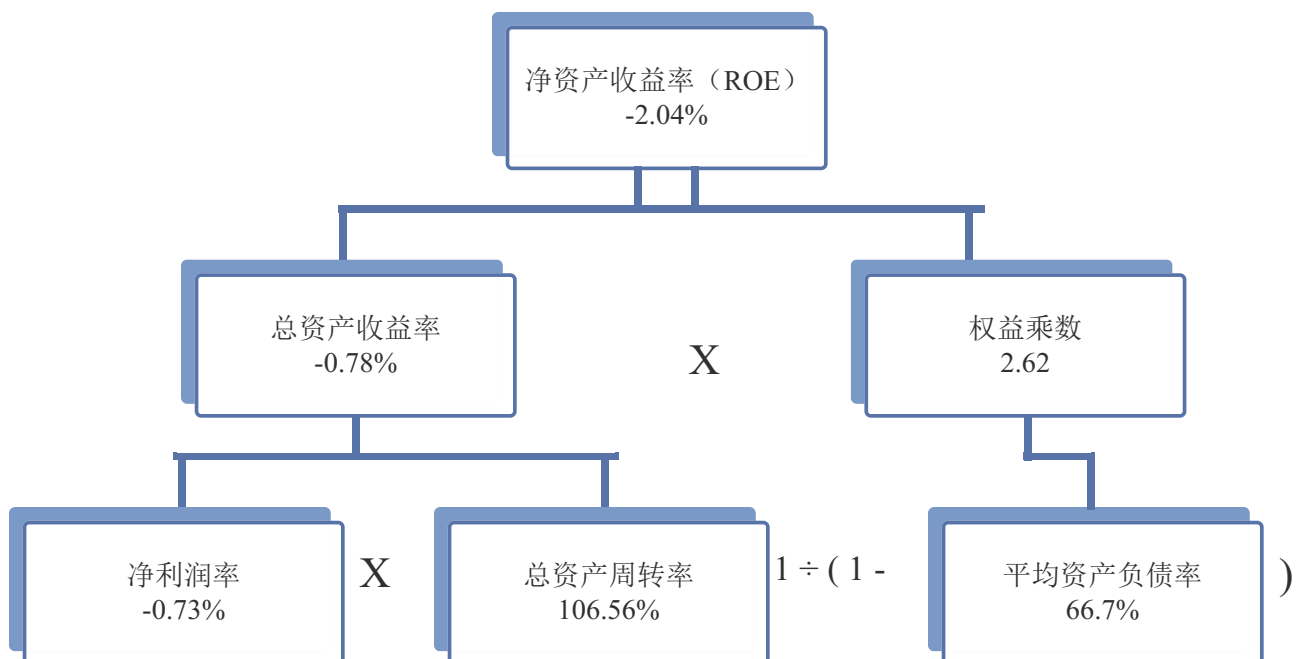 净资产收益率（ROE）
-2.04%
总资产收益率
-0.78%
X
权益乘数
2.62
净利润率
-0.73%
X
总资产周转率
106.56%
1 ÷ ( 1 -
平均资产负债率
66.7%
)